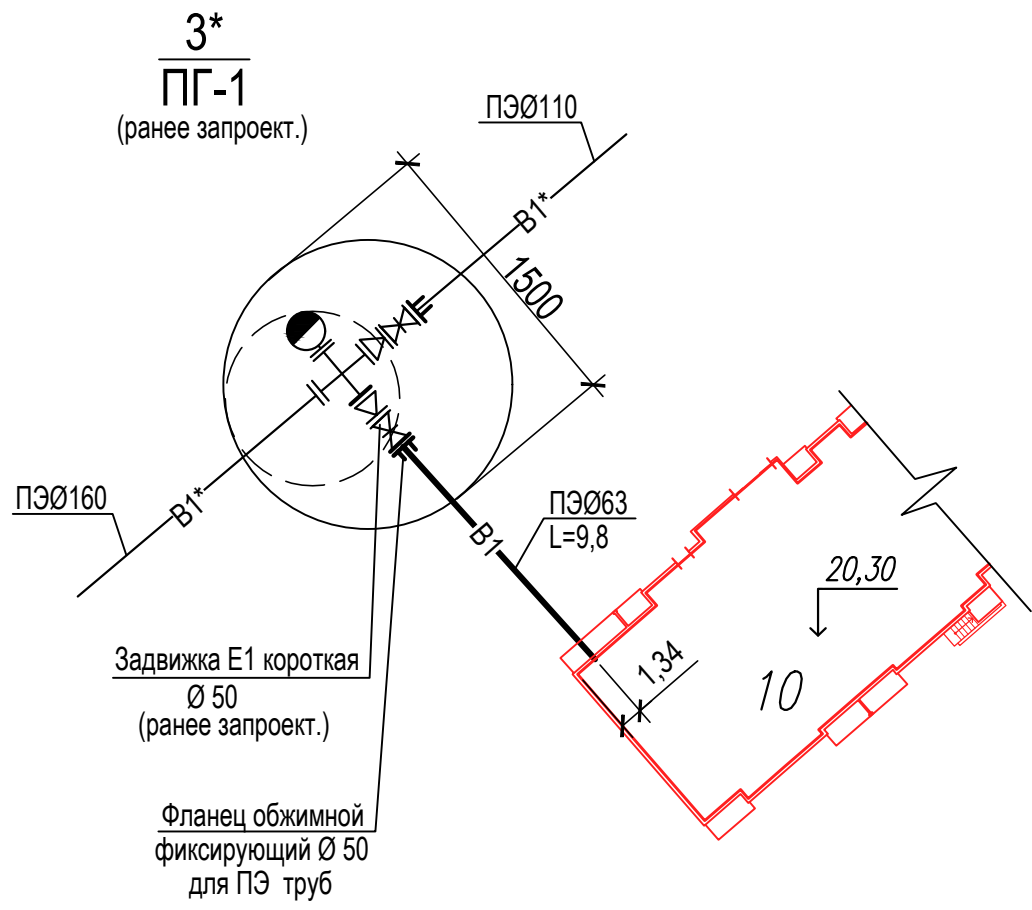 3*
ПГ-1
(ранее запроект.)
ПЭØ110
В1*
1500
ПЭØ160
В1*
В1
ПЭØ63
L=9,8
20,30
1,34
10
Задвижка Е1 короткая
Ø 50
(ранее запроект.)
Фланец обжимной
фиксирующий Ø 50
для ПЭ труб